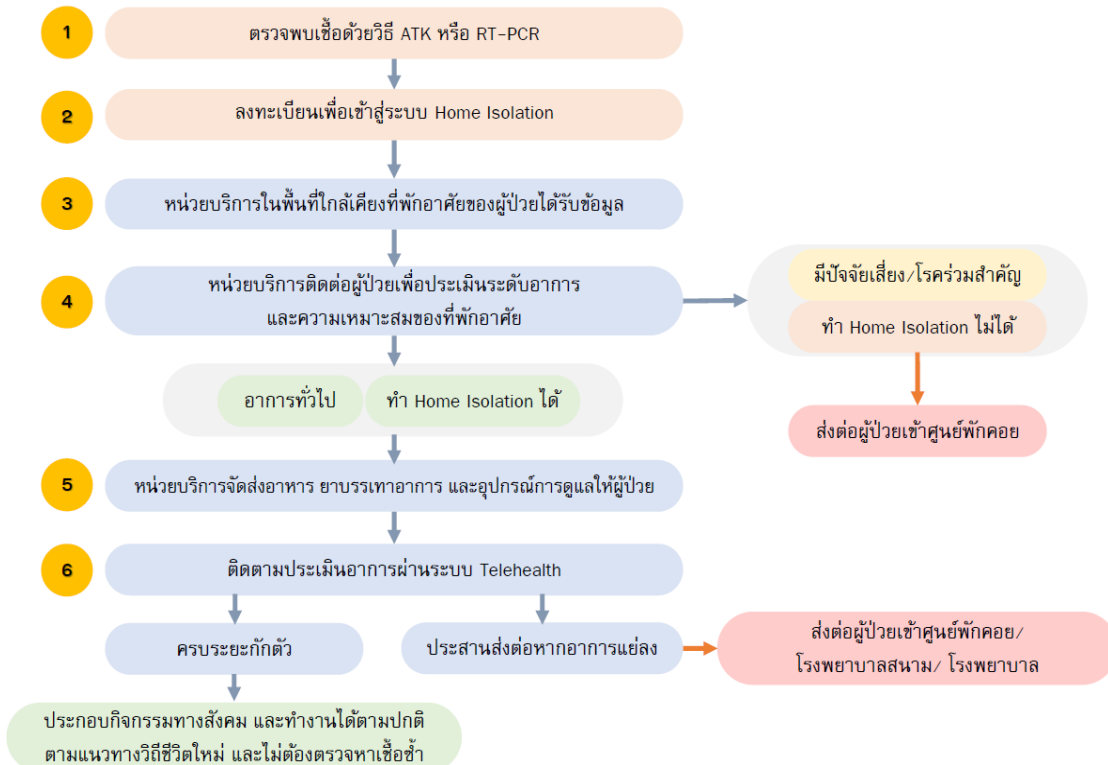 1
ตรวจพบเชื้อด้วยวิธี ATK หรือ RT-PCR
2
ลงทะเบียนเพื่อเข้าสู่ระบบ Home Isolation
3
หน่วยบริการในพื้นที่ใกล้เคียงที่พักอาศัยของผู้ป่วยได้รับข้อมูล
4
หน่วยบริการติดต่อผู้ป่วยเพื่อประเมินระดับอาการ
และความเหมาะสมของที่พักอาศัย
มีปัจจัยเสี่ยง/โรคร่วมสำคัญ
ทำ Home Isolation ไม่ได้
ส่งต่อผู้ป่วยเข้าศูนย์พักคอย
อาการทั่วไป
ทำ Home Isolation ได้
5
หน่วยบริการจัดส่งอาหาร ยาบรรเทาอาการ และอุปกรณ์การดูแลให้ผู้ป่วย
6
ติดตามประเมินอาการผ่านระบบ Telehealth
ครบระยะกักตัว
ประสานส่งต่อหากอาการแย่ลง
ส่งต่อผู้ป่วยเข้าศูนย์พักคอย/
โรงพยาบาลสนาม/ โรงพยาบาล
ประกอบกิจกรรมทางสังคม และทำงานได้ตามปกติ
ตามแนวทางวิถีชีวิตใหม่ และไม่ต้องตรวจหาเชื้อซ้ำ